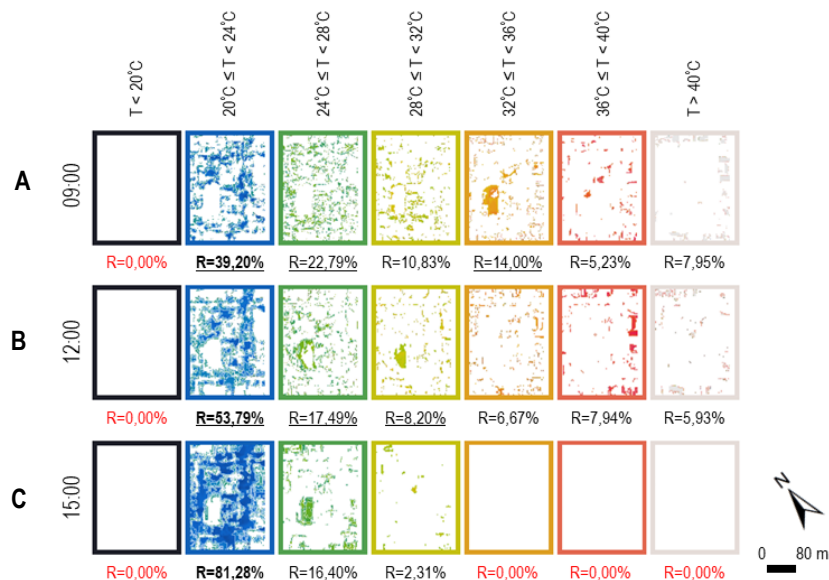 T < 20°C
20°C ≤ T < 24°C
24°C ≤ T < 28°C
28°C ≤ T < 32°C
32°C ≤ T < 36°C
36°C ≤ T < 40°C
T > 40°C
A
09:00
R=0,00% R=39,20% R=22,79% R=10,83% R=14,00% R=5,23% R=7,95%
B
12:00
R=0,00% R=53,79% R=17,49% R=8,20% R=6,67% R=7,94% R=5,93%
C
15:00
R=0,00% R=81,28% R=16,40% R=2,31% R=0,00% R=0,00% R=0,00%
N
0 80 m